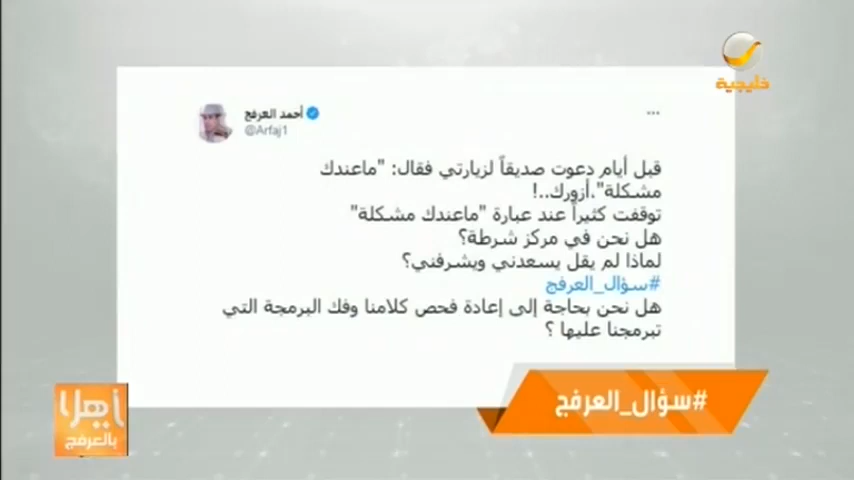 خليجية
أحمد العرفج
@Arfaj1
قبل أيام دعوت صديقاً لزيارتي فقال: "ماعندك
مشكلة".أزورك..!
توقفت كثيراً عند عبارة "ماعندك مشكلة"
هل نحن في مركز شرطة؟
لماذا لم يقل يسعدني ويشرفني؟
#سؤال_العرفج
هل نحن بحاجة إلى إعادة فحص كلامنا وفك البرمجة التي
تبرمجنا عليها ؟
#سؤال_العرفج
أهلا
بالعرفج